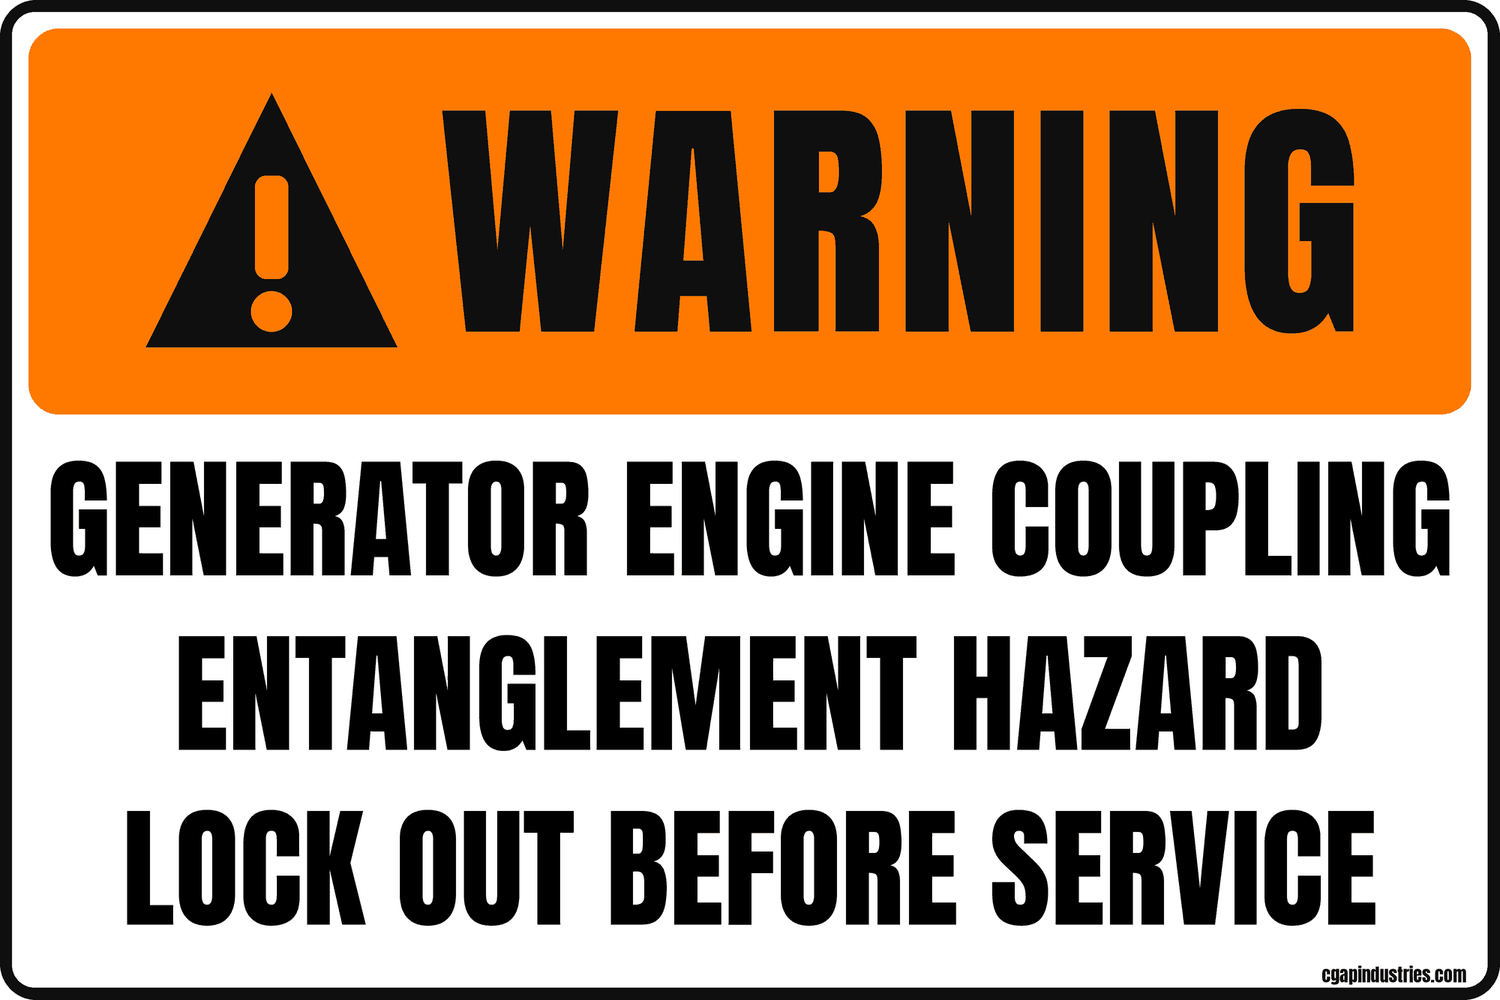 WARNING
GENERATOR ENGINE COUPLING
ENTANGLEMENT HAZARD
LOCK OUT BEFORE SERVICE
cgapindustries.com